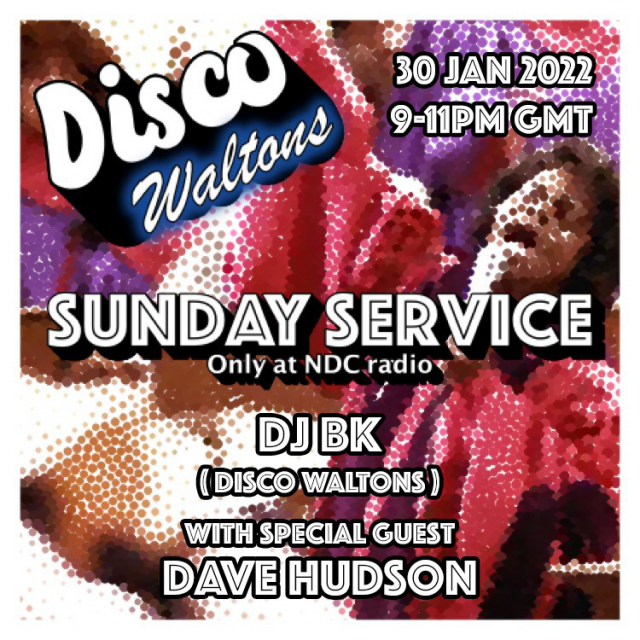 Disco
Waltons
30 JAN 2022
9-11PM GMT
SUNDAY SERVICE
Only at NDC radio
DJ BK
( DISCO WALTONS )
WITH SPECIAL GUEST
DAVE HUDSON